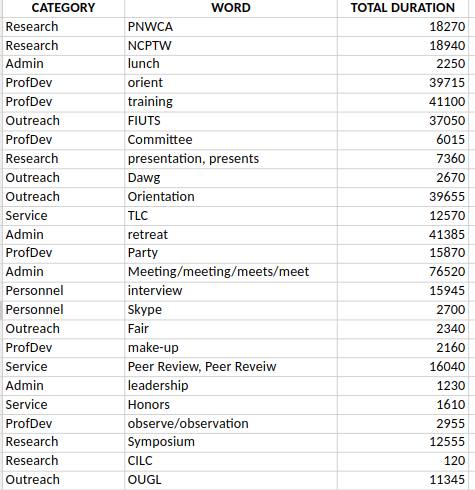 CATEGORY WORD TOTAL DURATION
Research PNWCA 18270
Research NCPTW 18940
Admin lunch 2250
ProfDev orient 39715
ProfDev training 41100
Outreach FIUTS 37050
ProfDev Committee 6015
Research presentation, presents 7360
Outreach Dawg 2670
Outreach Orientation 39655
Service TLC 12570
Admin retreat 41385
ProfDev Party 15870
Admin Meeting/meeting/meets/meet 76520
Personnel interview 15945
Personnel Skype 2700
Outreach Fair 2340
ProfDev make-up 2160
Service Peer Review, Peer Reveiw 16040
Admin leadership 1230
Service Honors 1610
ProfDev observe/observation 2955
Research Symposium 12555
Research CILC 120
Outreach OUGL 11345